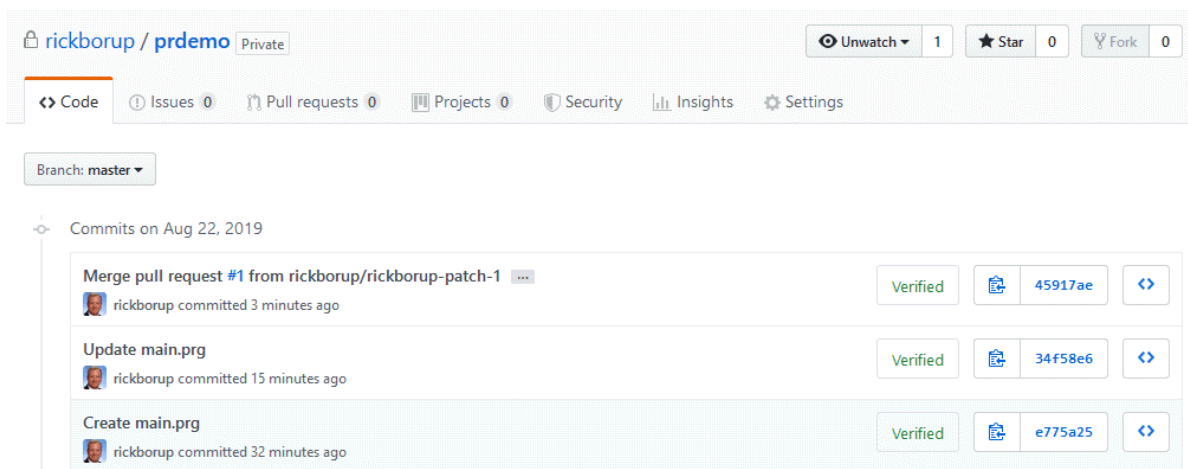 rickborup / prdemo Private
Unwatch 1 Star 0 Fork 0
Code Issues 0 Pull requests 0 Projects 0 Security Insights Settings
Branch: master
Commits on Aug 22, 2019
Merge pull request #1 from rickborup/rickborup-patch-1 ...
rickborup committed 3 minutes ago
Verified 45917ae
Update main.prg
rickborup committed 15 minutes ago
Verified 34f58e6
Create main.prg
rickborup committed 32 minutes ago
Verified e775a25